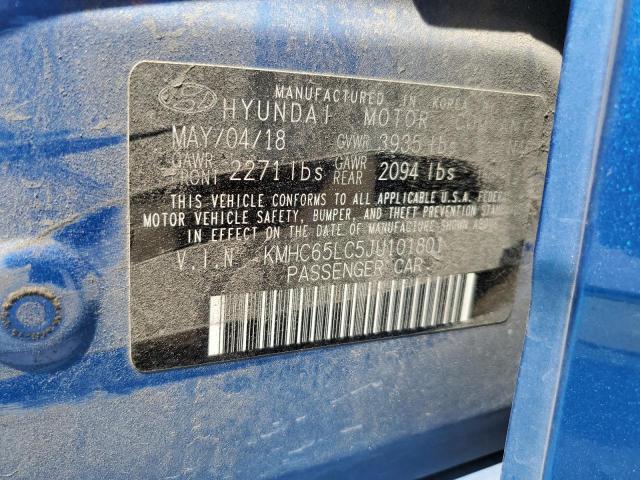 MANUFACTURED IN KOREA
HYUNDAI MOTOR
MAY/04/18 GVWR 3935 lbs
GAWR FRONT 2271 lbs GAWR REAR 2094 lbs
THIS VEHICLE CONFORMS TO ALL APPLICABLE U.S.A. FEDE
MOTOR VEHICLE SAFETY, BUMPER, AND THEFT PREVENTION
IN EFFECT ON THE DATE OF MANUFACTURE SHOWN
V.I.N. KMHC65LC5JU101801
PASSENGER CAR